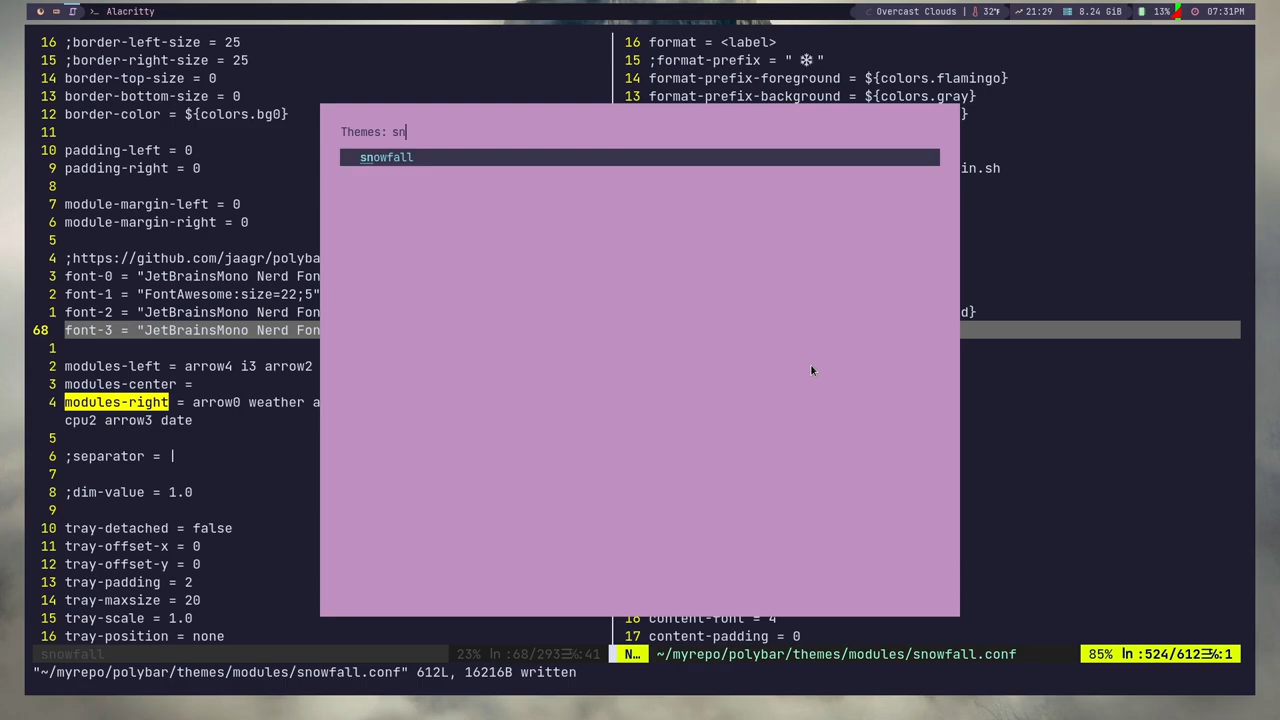 >_ Alacritty
Overcast Clouds | 32°F 21:29 8.24 GiB 13% 07:31PM
16 ;border-left-size = 25
15 ;border-right-size = 25
14 border-top-size = 0
13 border-bottom-size = 0
12 border-color = ${colors.bg0}
11
10 padding-left = 0
9 padding-right = 0
8
7 module-margin-left = 0
6 module-margin-right = 0
5
4 ;https://github.com/jaagr/polyba
3 font-0 = "JetBrainsMono Nerd Fon
2 font-1 = "FontAwesome:size=22;5"
1 font-2 = "JetBrainsMono Nerd Fon
68 font-3 = "JetBrainsMono Nerd Fon
1
2 modules-left = arrow4 i3 arrow2
3 modules-center =
4 modules-right = arrow0 weather a
cpu2 arrow3 date
5
6 ;separator = |
7
8 ;dim-value = 1.0
9
10 tray-detached = false
11 tray-offset-x = 0
12 tray-offset-y = 0
13 tray-padding = 2
14 tray-maxsize = 20
15 tray-scale = 1.0
16 tray-position = none
snowfall 23% ln :68/293 :41
16 format = <label>
15 ;format-prefix = " ❄ "
14 format-prefix-foreground = ${colors.flamingo}
13 format-prefix-background = ${colors.gray}
}
in.sh
d}
18 content-font = 4
17 content-padding = 0
N… ~/myrepo/polybar/themes/modules/snowfall.conf 85% ln :524/612 :1
"~/myrepo/polybar/themes/modules/snowfall.conf" 612L, 16216B written
Themes: sn
snowfall